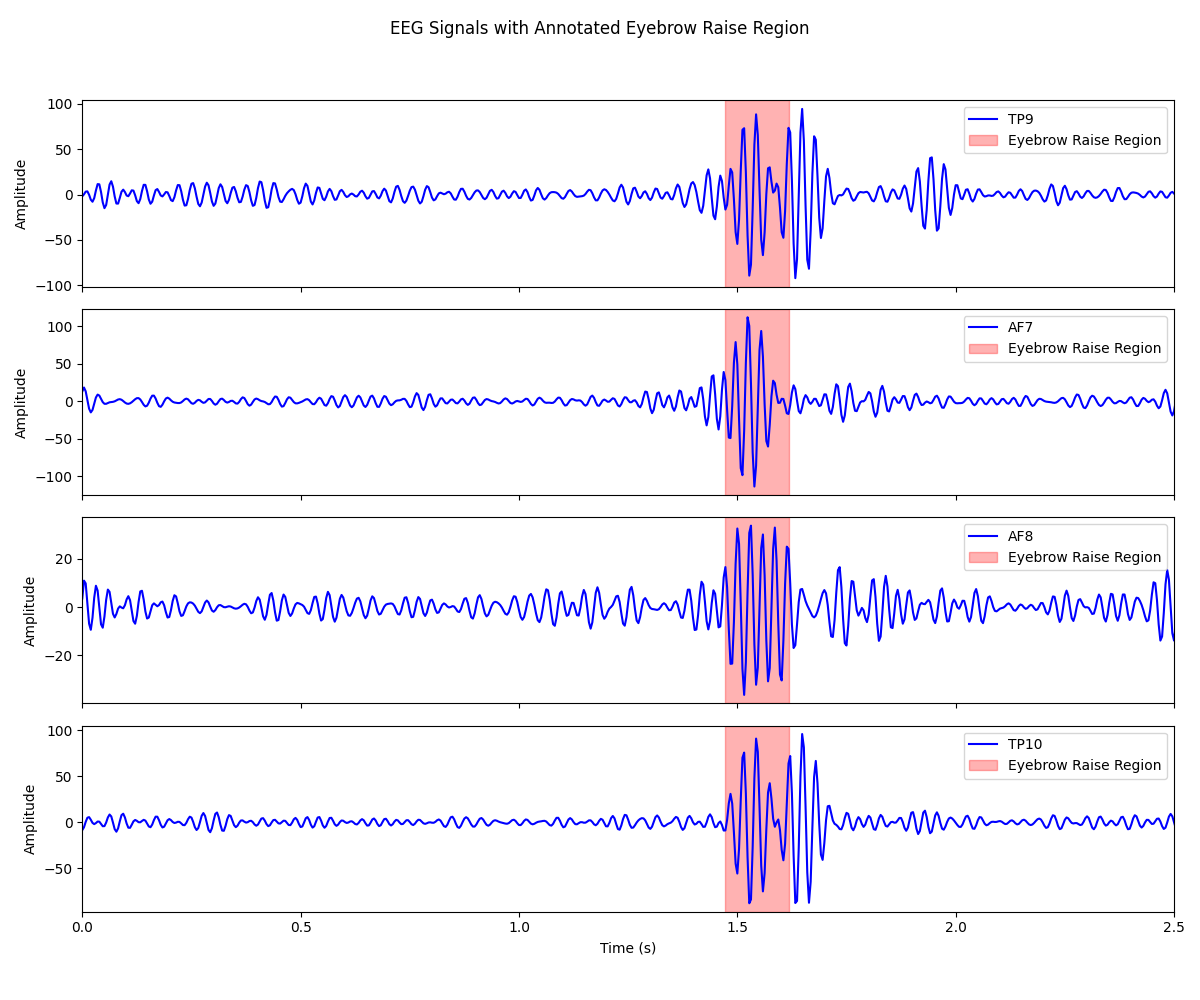 EEG Signals with Annotated Eyebrow Raise Region
100
50
0
−50
−100
Amplitude
TP9
Eyebrow Raise Region
100
50
0
−50
−100
Amplitude
AF7
Eyebrow Raise Region
20
0
−20
Amplitude
AF8
Eyebrow Raise Region
100
50
0
−50
Amplitude
TP10
Eyebrow Raise Region
0.0 0.5 1.0 1.5 2.0 2.5
Time (s)